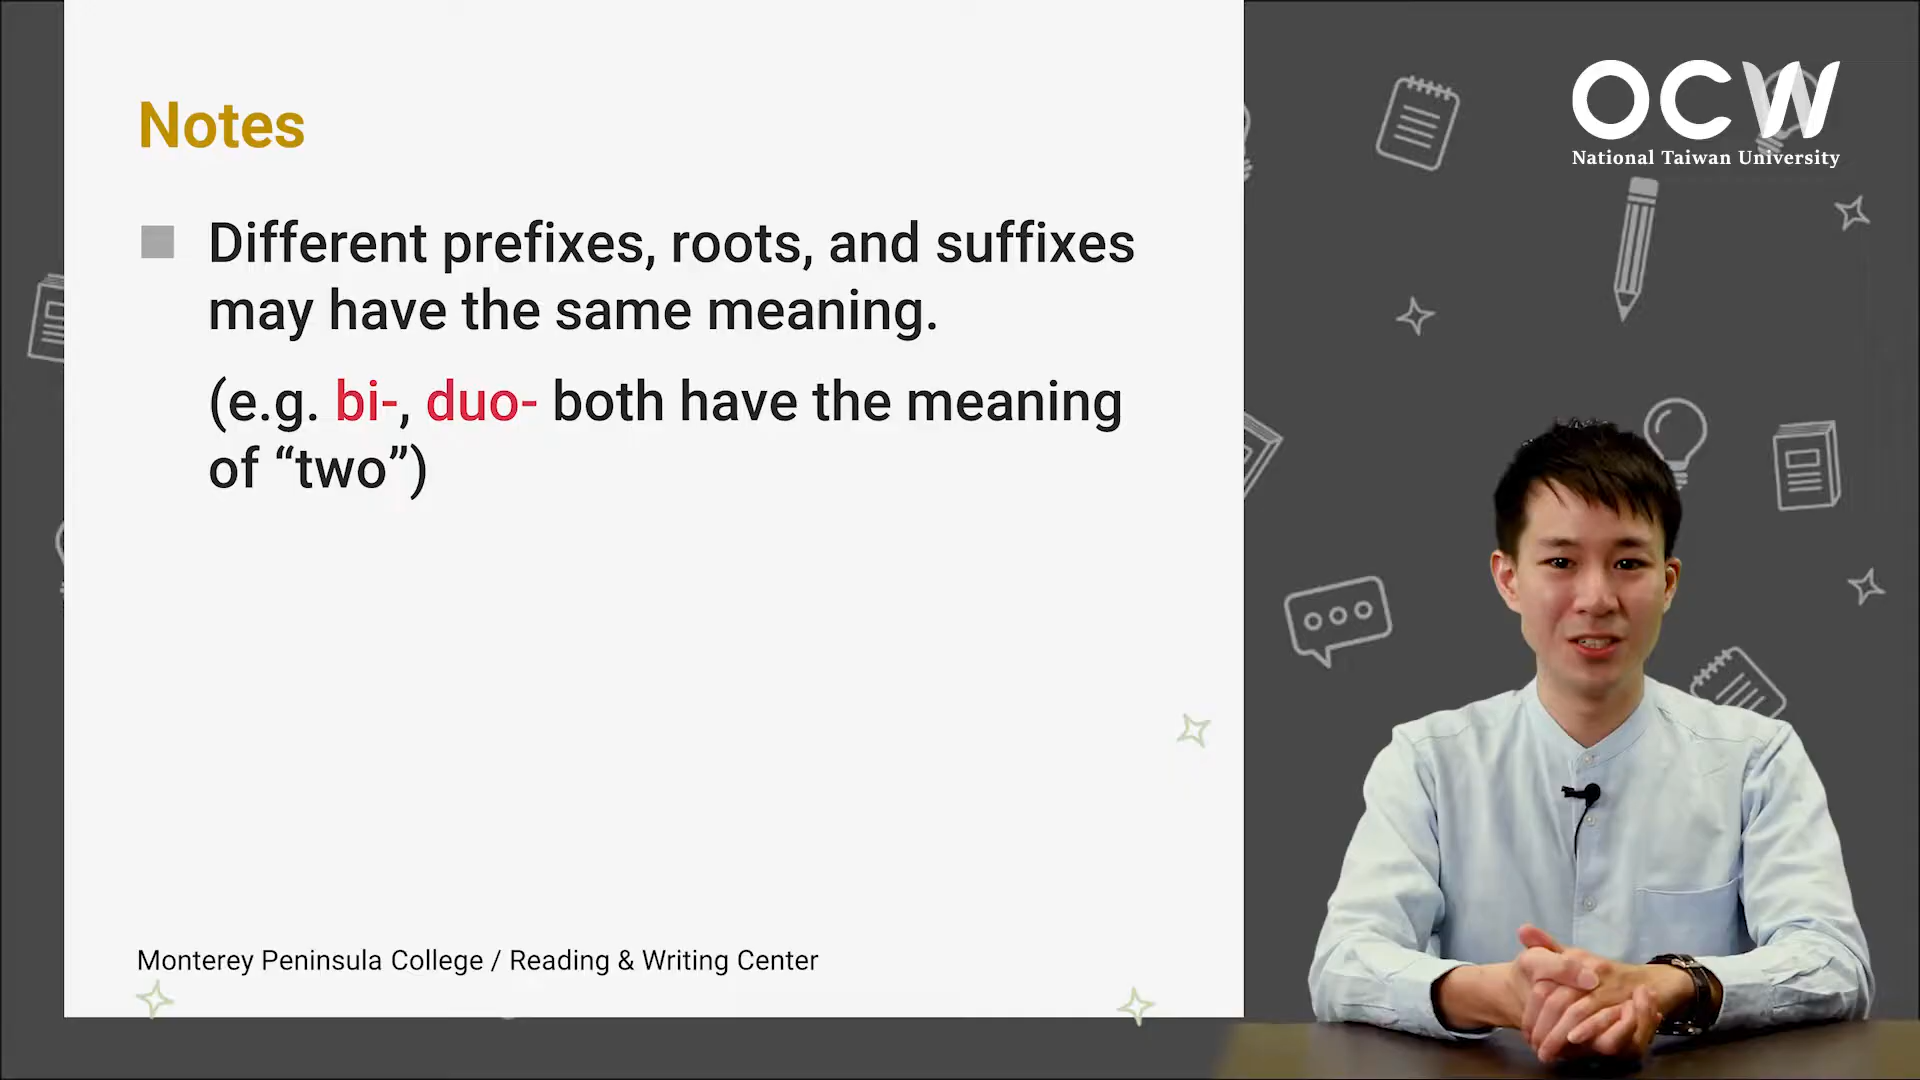 Notes
Different prefixes, roots, and suffixes
may have the same meaning.
(e.g. bi-, duo- both have the meaning
of “two”)
Monterey Peninsula College / Reading & Writing Center
OCW
National Taiwan University